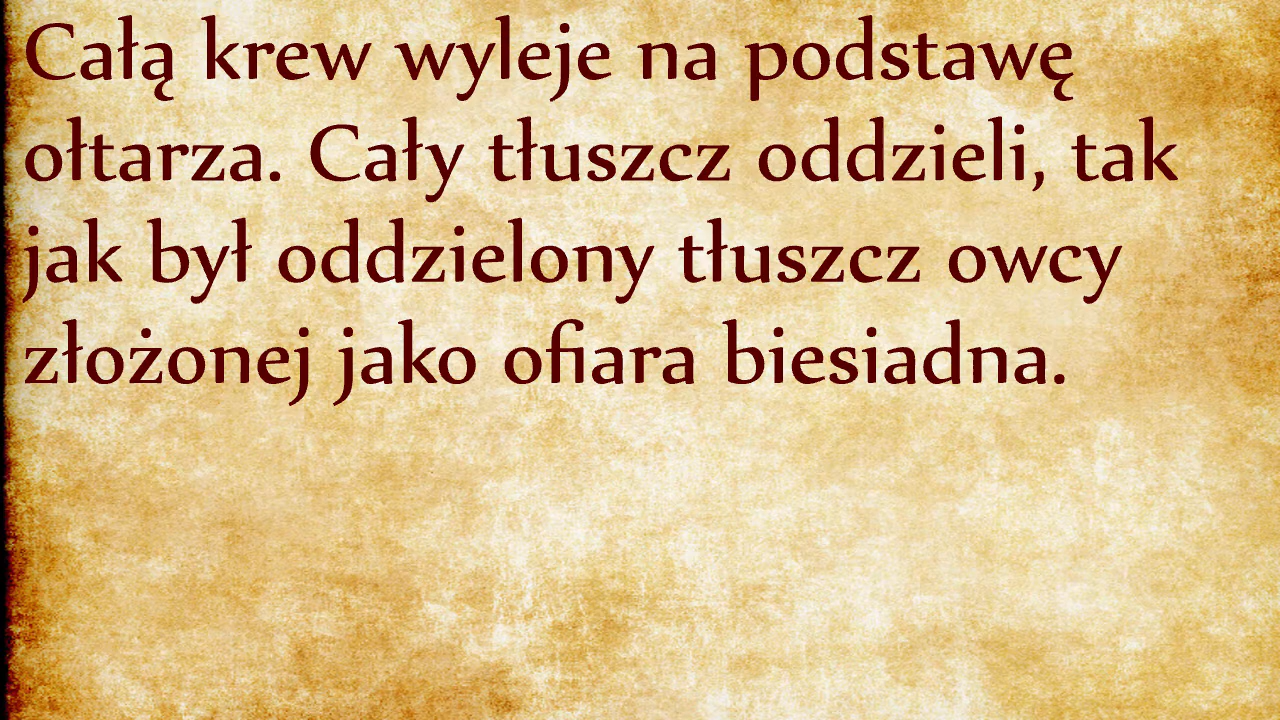 Całą krew wyleje na podstawę
ołtarza. Cały tłuszcz oddzieli, tak
jak był oddzielony tłuszcz owcy
złożonej jako ofiara biesiadna.